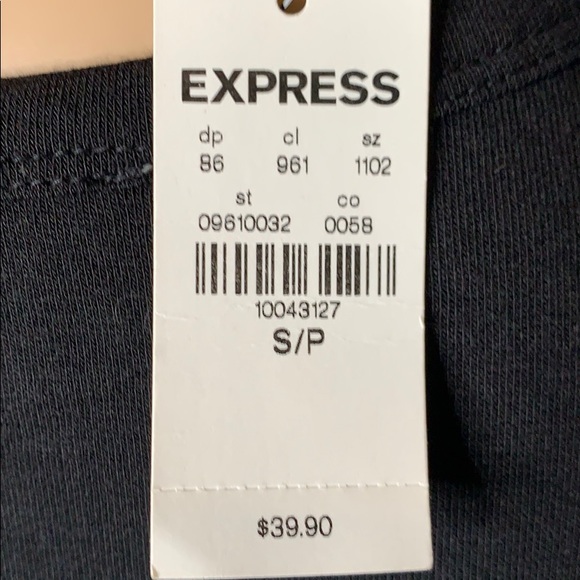 EXPRESS
dp cl sz
86 961 1102
st co
09610032 0058
10043127
S/P
$39.90